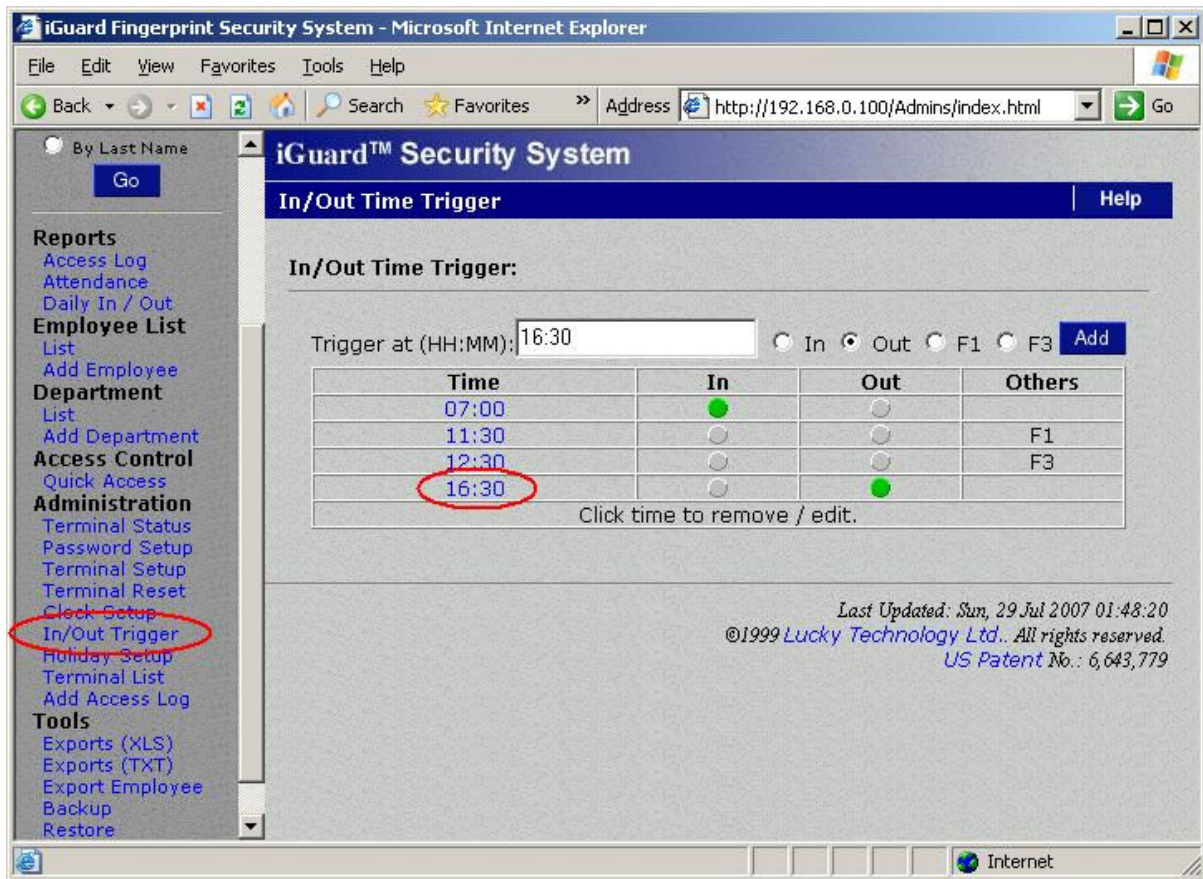 iGuard Fingerprint Security System - Microsoft Internet Explorer
File Edit View Favorites Tools Help
Back Search Favorites » Address http://192.168.0.100/Admins/index.html Go
By Last Name
Go
Reports
Access Log
Attendance
Daily In / Out
Employee List
List
Add Employee
Department
List
Add Department
Access Control
Quick Access
Administration
Terminal Status
Password Setup
Terminal Setup
Terminal Reset
Clock Setup
In/Out Trigger
Holiday Setup
Terminal List
Add Access Log
Tools
Exports (XLS)
Exports (TXT)
Export Employee
Backup
Restore
iGuard™ Security System
In/Out Time Trigger Help
In/Out Time Trigger:
Trigger at (HH:MM): 16:30 In Out F1 F3 Add
Time In Out Others
07:00
11:30 F1
12:30 F3
16:30
Click time to remove / edit.
Last Updated: Sun, 29 Jul 2007 01:48:20
©1999 Lucky Technology Ltd.. All rights reserved.
US Patent No.: 6,643,779
Internet